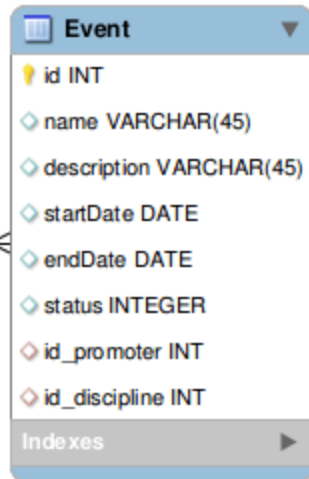 Event
id INT
name VARCHAR(45)
description VARCHAR(45)
startDate DATE
endDate DATE
status INTEGER
id_promoter INT
id_discipline INT
Indexes